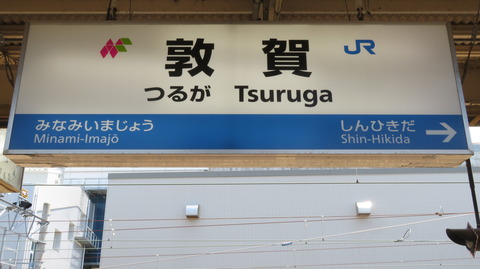 敦賀
JR
つるが Tsuruga
みなみいまじょう しんひきだ
Minami-Imajō Shin-Hikida